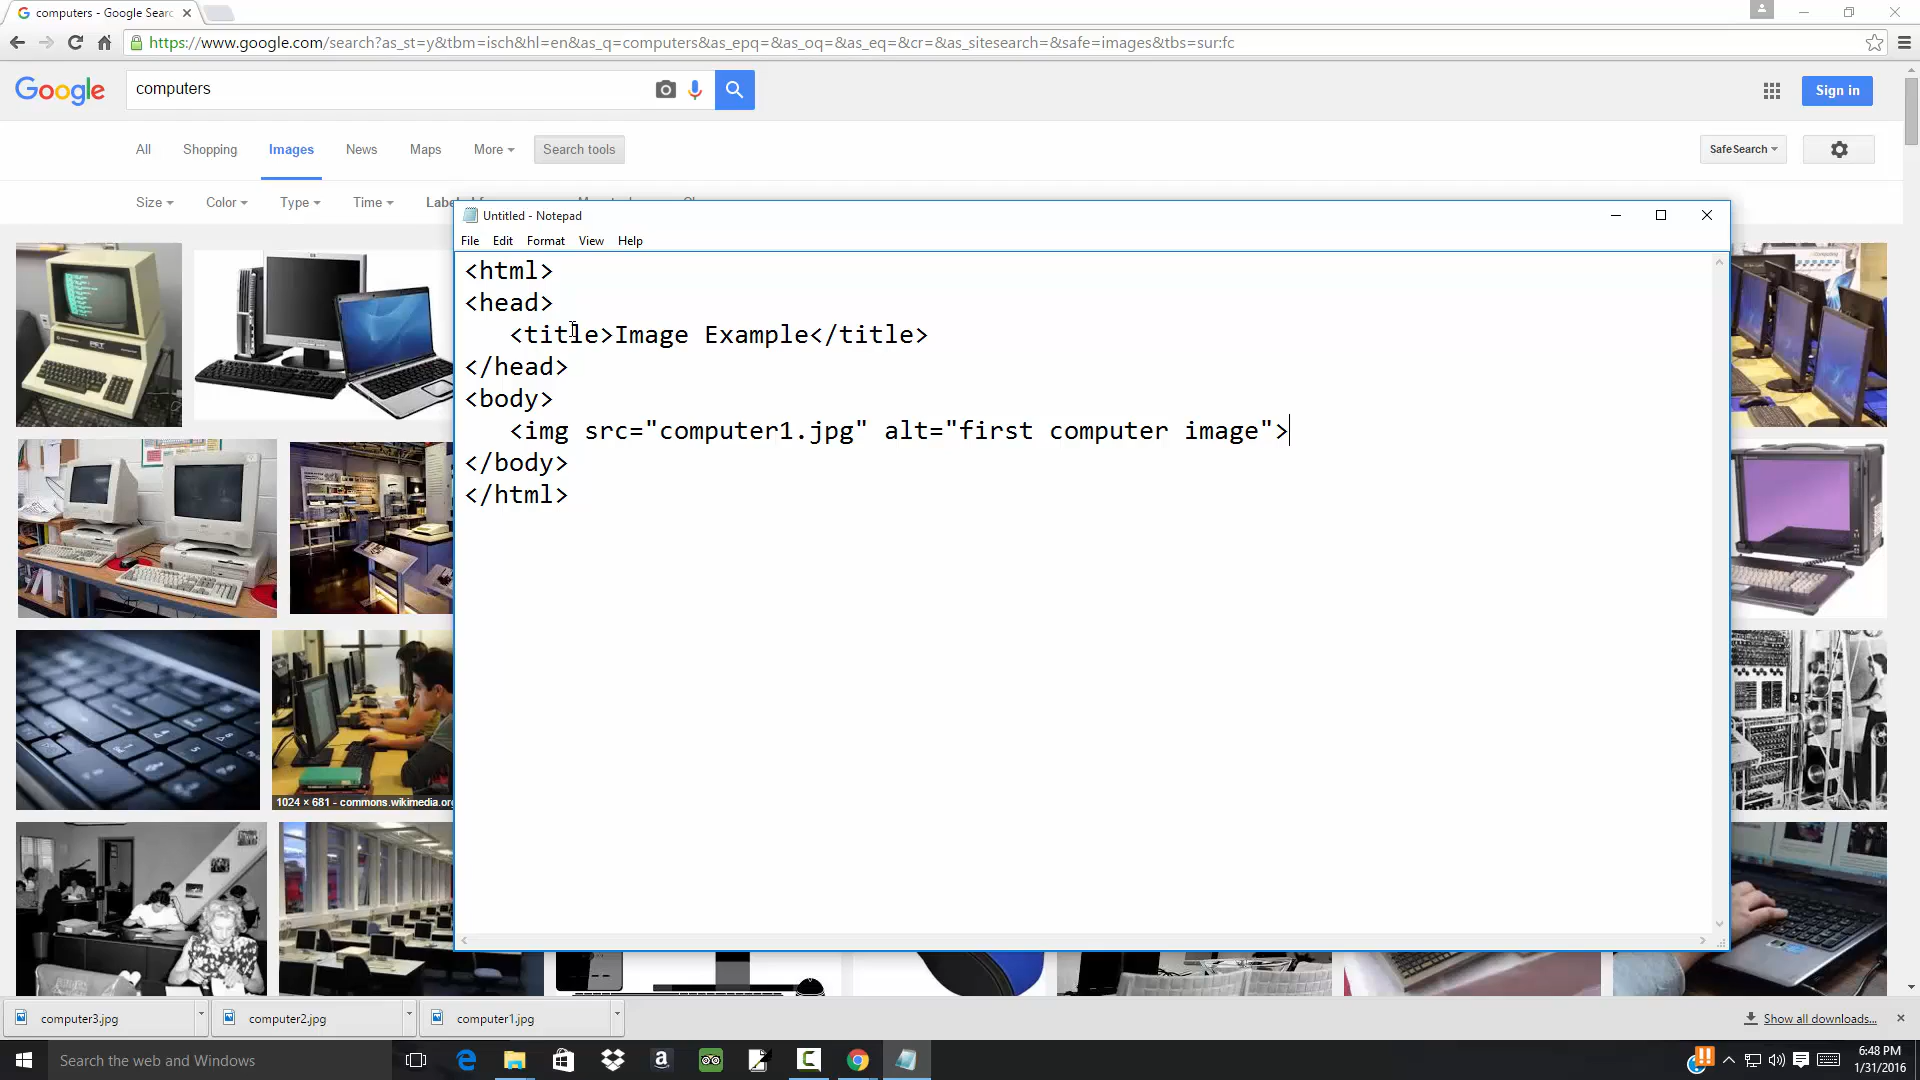 computers - Google Searc
https://www.google.com/search?as_st=y&tbm=isch&hl=en&as_q=computers&as_epq=&as_oq=&as_eq=&cr=&as_sitesearch=&safe=images&tbs=sur:fc
Google
computers
Sign in
All Shopping Images News Maps More Search tools
SafeSearch
Size Color Type Time
Untitled - Notepad
File Edit Format View Help
<html>
<head>
<title>Image Example</title>
</head>
<body>
<img src="computer1.jpg" alt="first computer image">
</body>
</html>
1024 × 681 - commons.wikimedia.org
computer3.jpg computer2.jpg computer1.jpg
Show all downloads...
Search the web and Windows
6:48 PM
1/31/2016